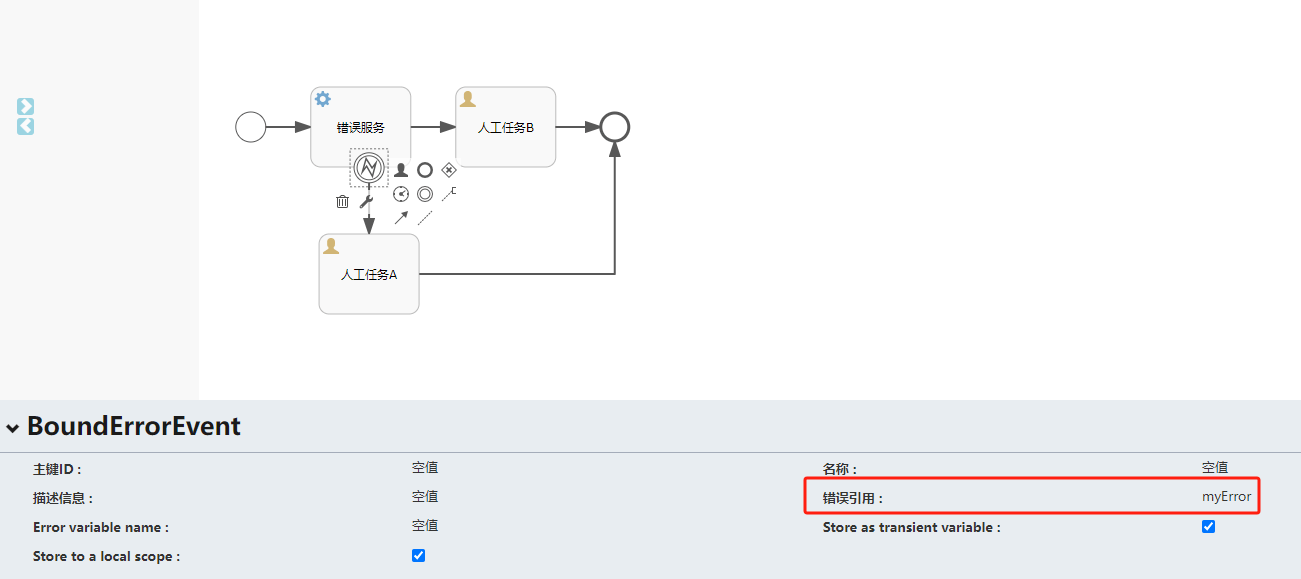 错误服务
人工任务B
人工任务A
BoundErrorEvent
主键ID : 空值 名称 : 空值
描述信息 : 空值 错误引用 : myError
Error variable name : 空值 Store as transient variable :
Store to a local scope :